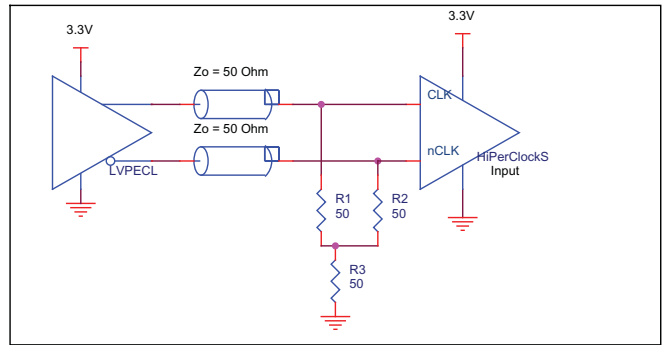 3.3V
3.3V
Zo = 50 Ohm
CLK
Zo = 50 Ohm
nCLK
LVPECL
HiPerClockS
Input
R1
50
R2
50
R3
50